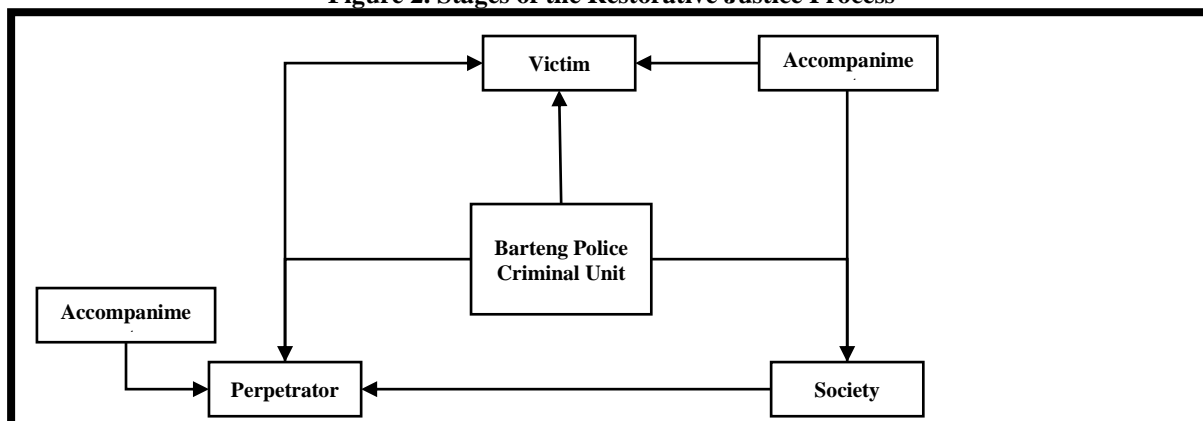 Figure 2. Stages of the Restorative Justice Process
Victim
Accompanime
Barteng Police
Criminal Unit
Accompanime
Perpetrator
Society